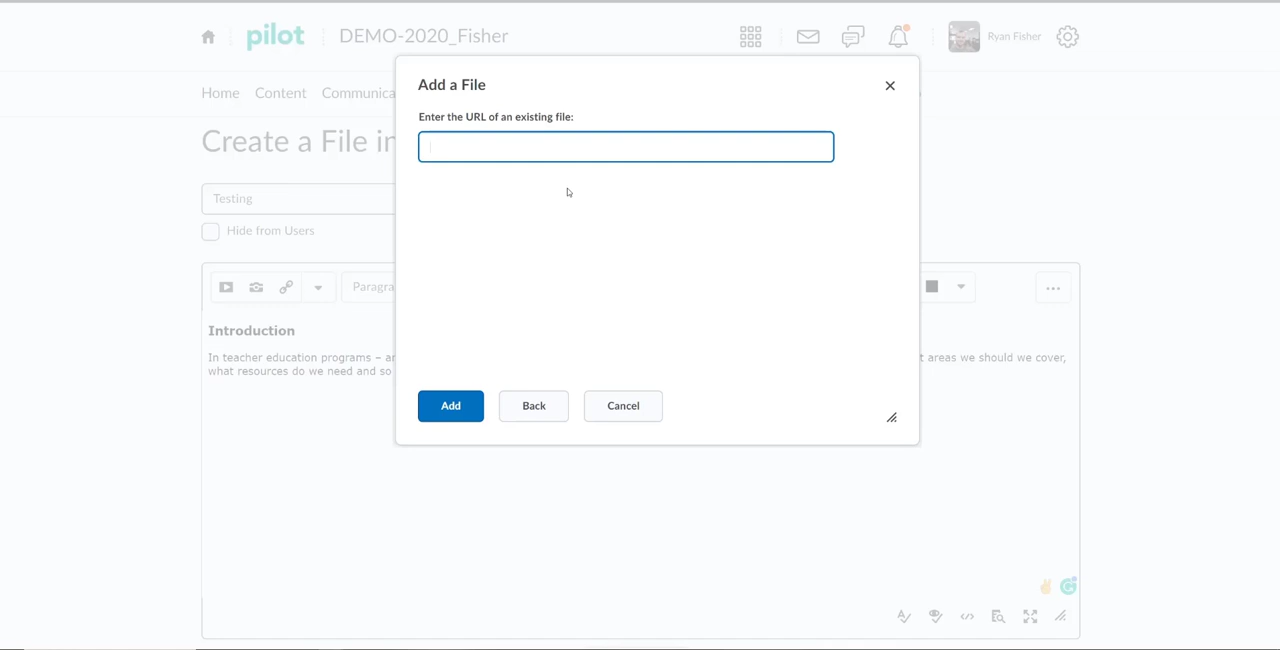 pilot
DEMO-2020_Fisher
Ryan Fisher
Home Content Communica
Add a File
Enter the URL of an existing file:
Create a File in
Testing
Hide from Users
Paragra
Introduction
In teacher education programs – a
t areas we should we cover,
what resources do we need and so
Add Back Cancel